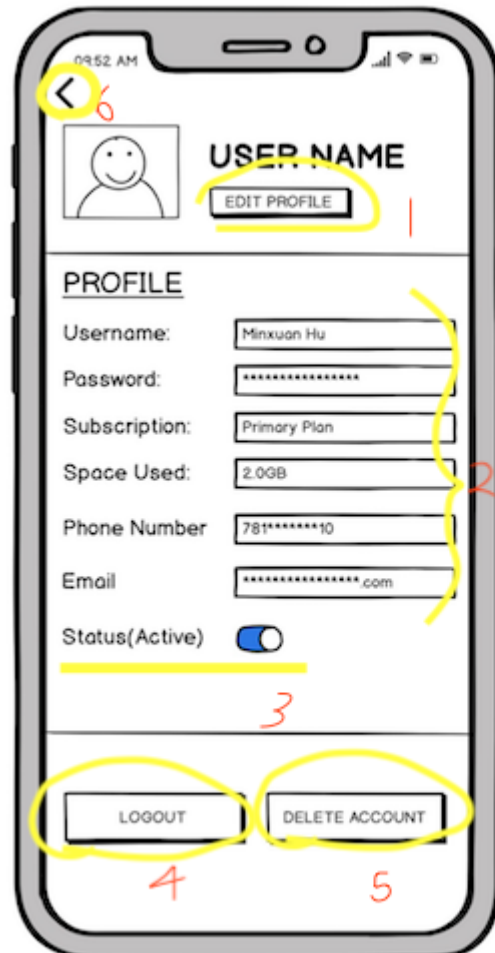 09:52 AM
6
USER NAME
EDIT PROFILE
1
PROFILE
Username: Minxuan Hu
Password: ****************
Subscription: Primary Plan
Space Used: 2.0GB
2
Phone Number 781*******10
Email ****************.com
Status(Active)
3
LOGOUT DELETE ACCOUNT
4 5